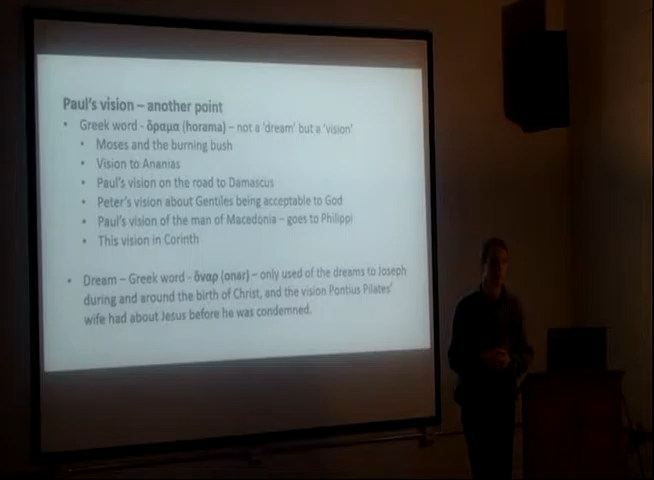 Paul's vision – another point
• Greek word - ὅραμα (horama) – not a 'dream' but a 'vision'
• Moses and the burning bush
• Vision to Ananias
• Paul's vision on the road to Damascus
• Peter's vision about Gentiles being acceptable to God
• Paul's vision of the man of Macedonia – goes to Philippi
• This vision in Corinth
• Dream – Greek word - ὄναρ (onar) – only used of the dreams to Joseph
during and around the birth of Christ, and the vision Pontius Pilates'
wife had about Jesus before he was condemned.